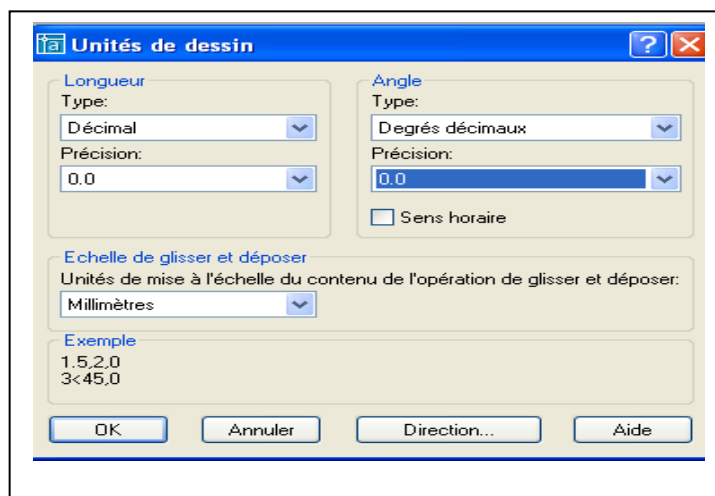 Unités de dessin
Longueur
Type:
Décimal
Précision:
0.0
Angle
Type:
Degrés décimaux
Précision:
0.0
Sens horaire
Echelle de glisser et déposer
Unités de mise à l'échelle du contenu de l'opération de glisser et déposer:
Millimètres
Exemple
1.5,2,0
3<45,0
OK
Annuler
Direction...
Aide